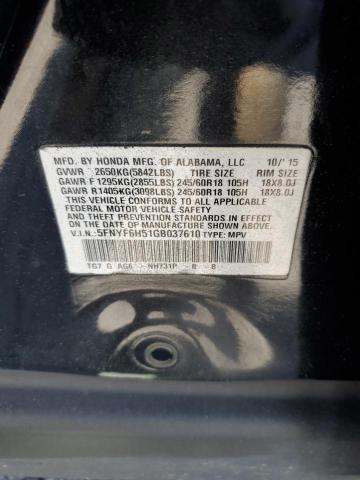 MFD. BY HONDA MFG. OF ALABAMA, LLC 10/'15
GVWR 2650KG(5842LBS) TIRE SIZE RIM SIZE
GAWR F 1295KG(2855LBS) 245/60R18 105H 18X8.0J
GAWR R 1405KG(3098LBS) 245/60R18 105H 18X8.0J
THIS VEHICLE CONFORMS TO ALL APPLICABLE
FEDERAL MOTOR VEHICLE SAFETY AND
THEFT PREVENTION STANDARDS IN EFFECT ON
THE DATE OF MANUFACTURE SHOWN ABOVE.
V.I.N.: 5FNYF6H51GB037610 TYPE: MPV
TG7 G AG6 NH731P B B